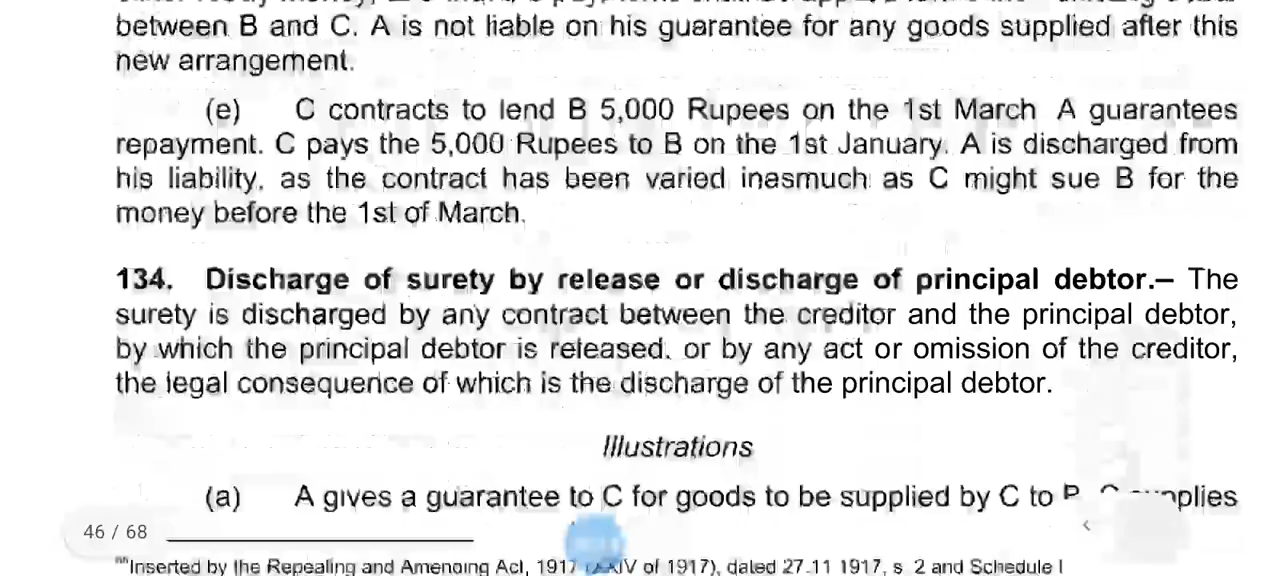 between B and C. A is not liable on his guarantee for any goods supplied after this
new arrangement.
(e) C contracts to lend B 5,000 Rupees on the 1st March A guarantees
repayment. C pays the 5,000 Rupees to B on the 1st January. A is discharged from
his liability, as the contract has been varied inasmuch as C might sue B for the
money before the 1st of March.
134. Discharge of surety by release or discharge of principal debtor.– The
surety is discharged by any contract between the creditor and the principal debtor,
by which the principal debtor is released, or by any act or omission of the creditor,
the legal consequence of which is the discharge of the principal debtor.
Illustrations
(a) A gives a guarantee to C for goods to be supplied by C to
46 / 68
Inserted by the Repealing and Amending Act, 1917 of 1917), dated 27.11 1917, s 2 and Schedule I